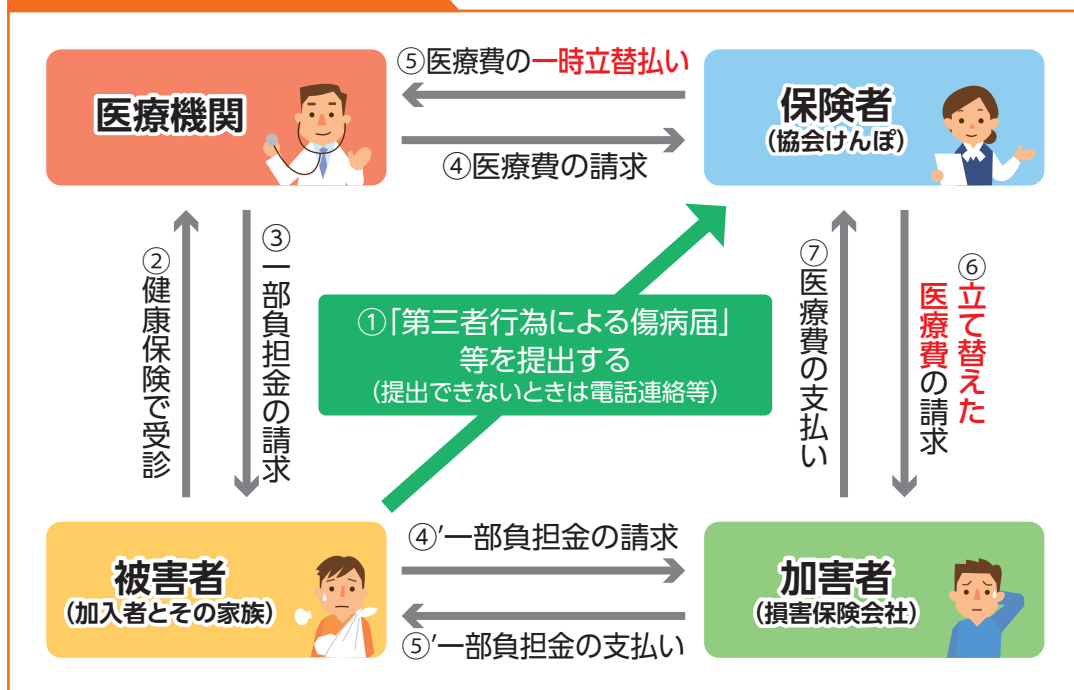 ⑤医療費の一時立替払い
医療機関
保険者
(協会けんぽ)
④医療費の請求
②健康保険で受診
③一部負担金の請求
①「第三者行為による傷病届」
等を提出する
(提出できないときは電話連絡等)
⑦医療費の支払い
⑥立て替えた
医療費の請求
被害者
(加入者とその家族)
④’一部負担金の請求
⑤’一部負担金の支払い
加害者
(損害保険会社)